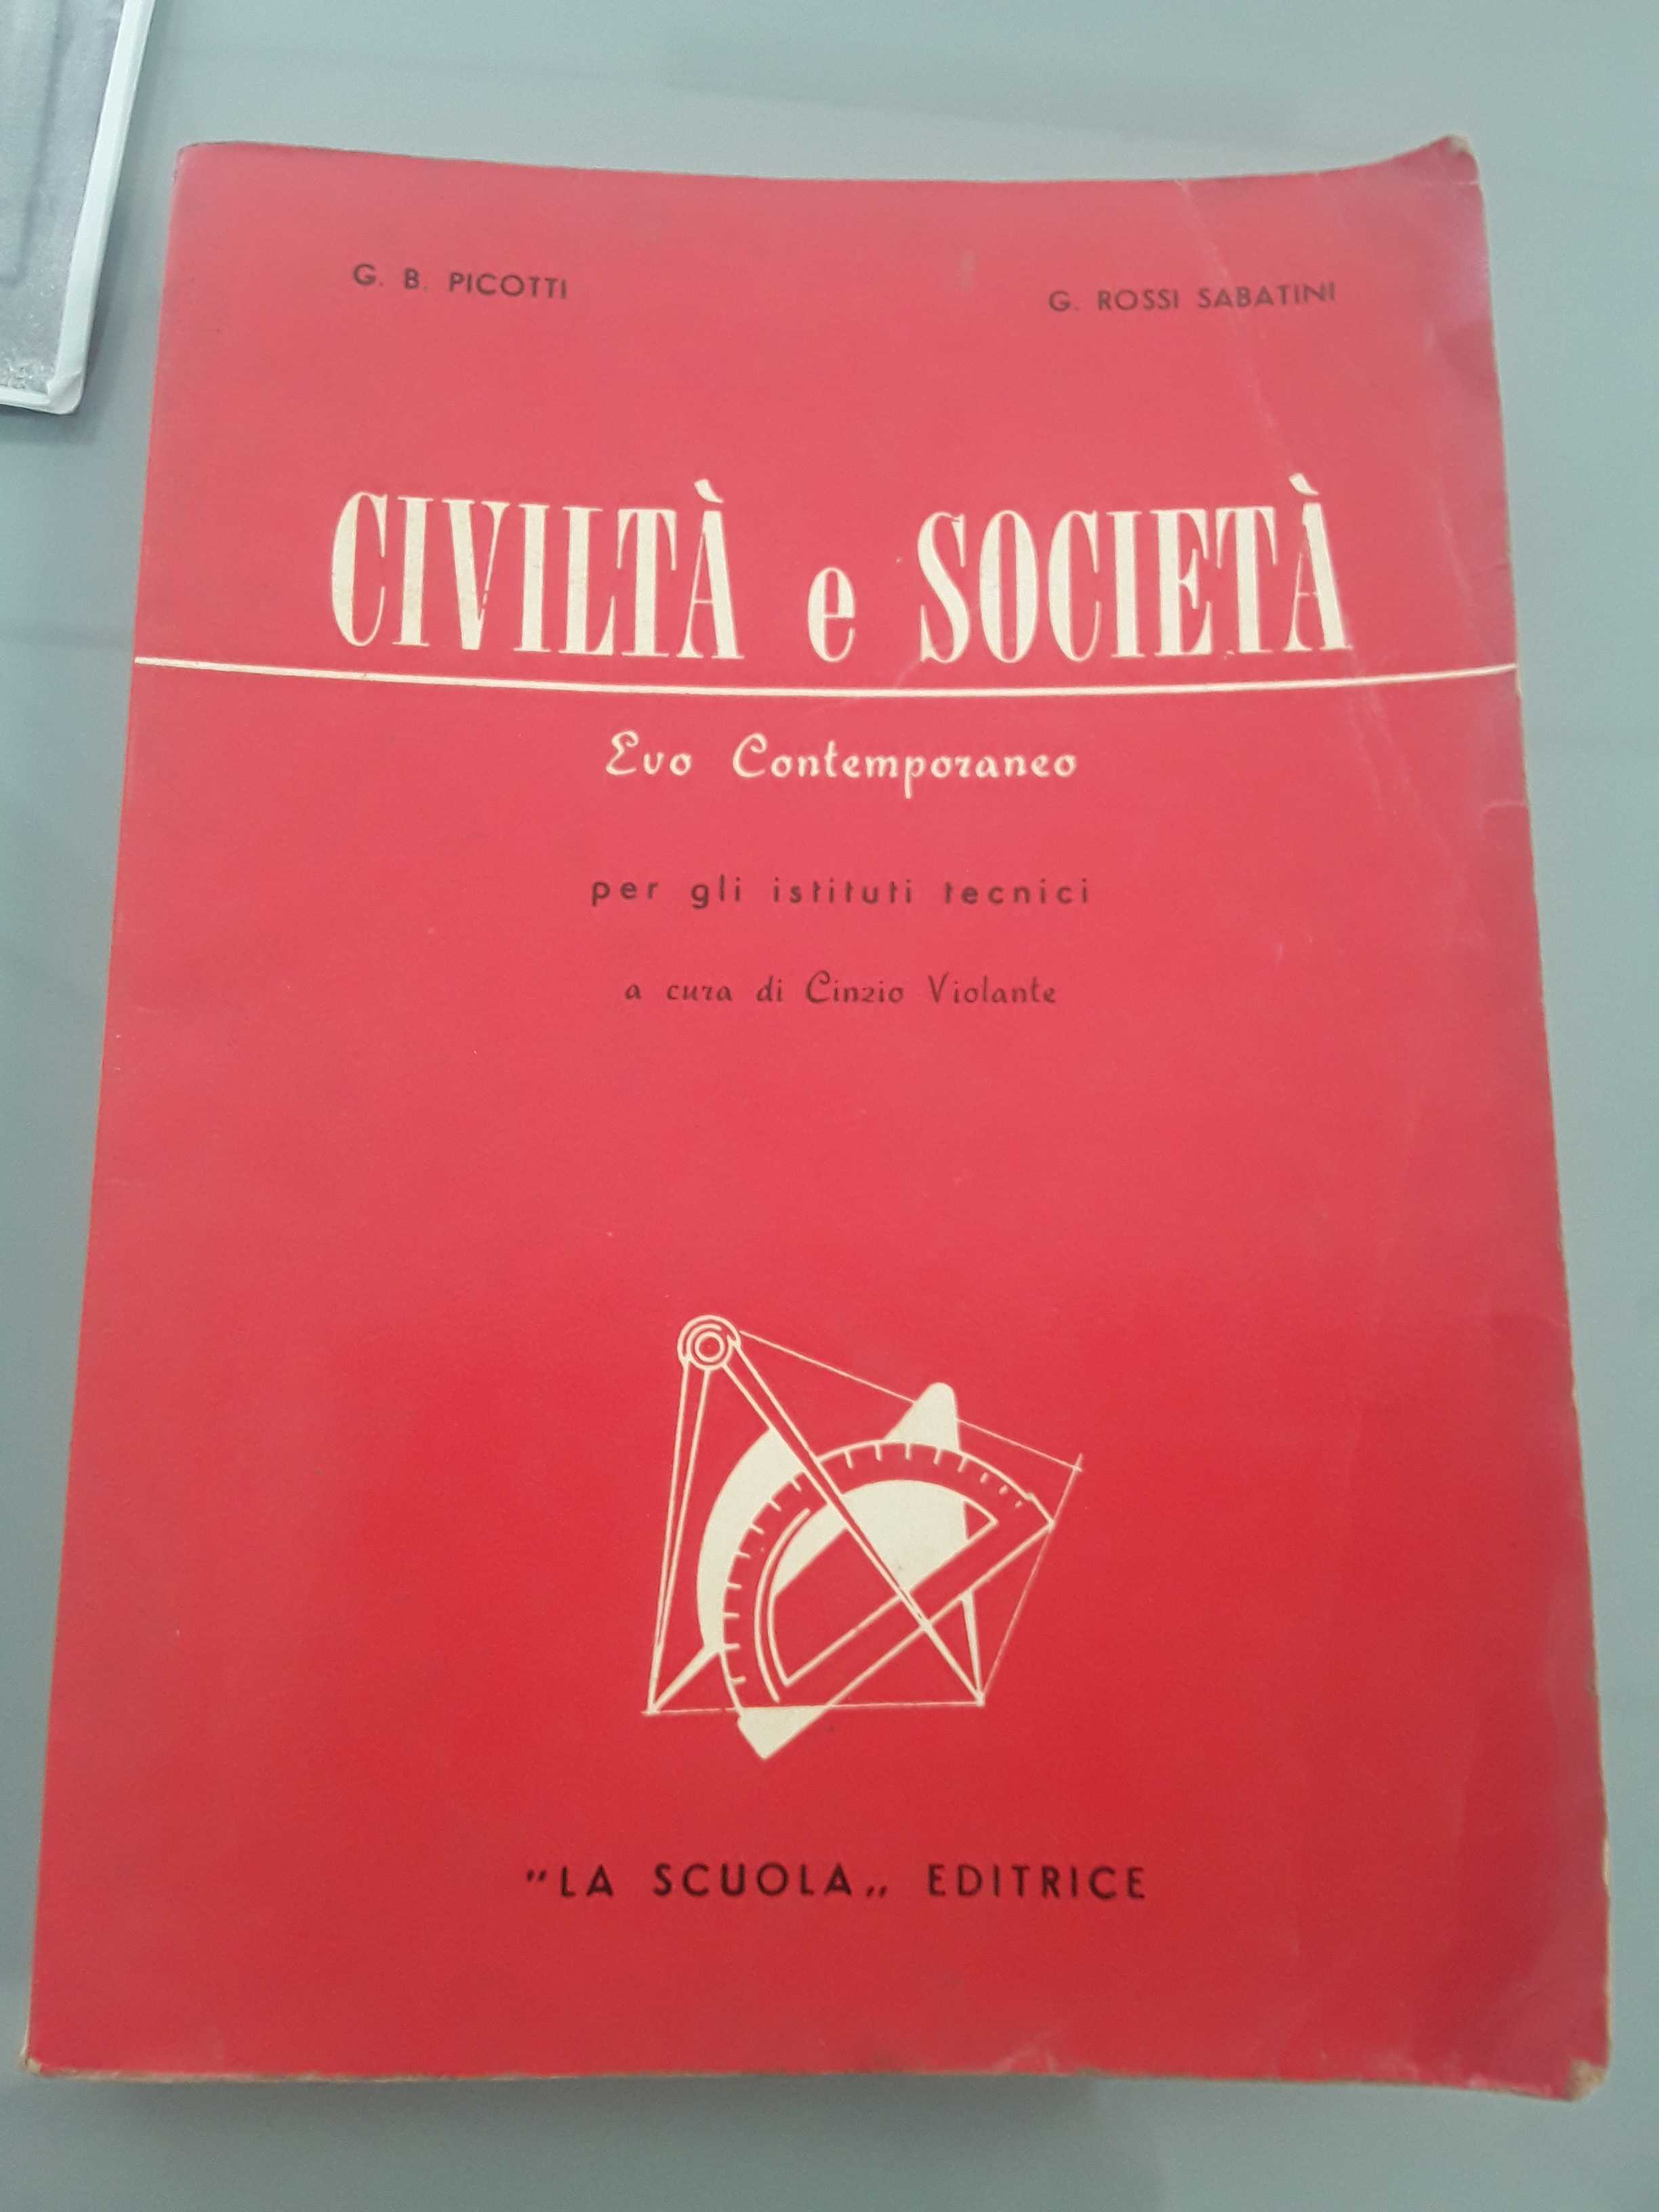 G. B. PICOTTI
G. ROSSI SABATINI
CIVILTÀ e SOCIETÀ
Evo Contemporaneo
per gli istituti tecnici
a cura di Cinzio Violante
"LA SCUOLA„ EDITRICE